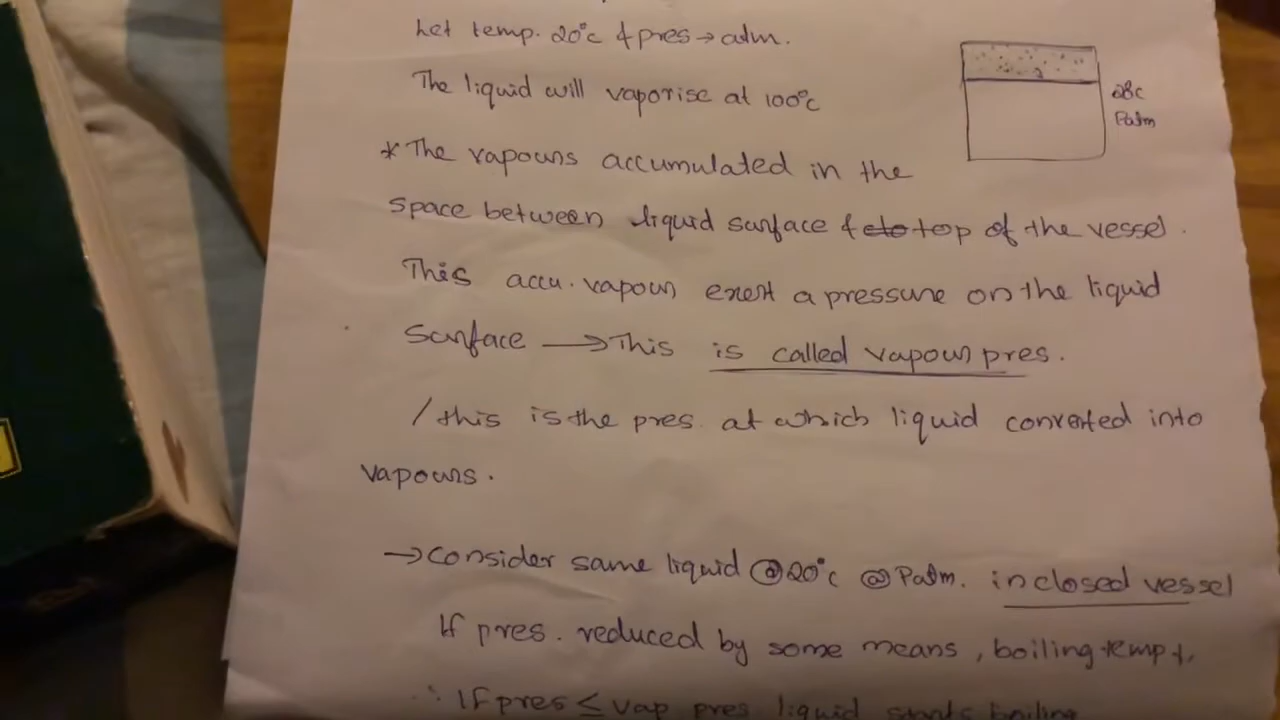 Let temp. 20°c & pres → atm.
The liquid will vaporise at 100°c
20°c
Patm
* The vapours accumulated in the
space between liquid surface & top of the vessel.
This accu. vapour exert a pressure on the liquid
surface → This is called vapour pres.
/ this is the pres. at which liquid converted into
vapours.
→ consider same liquid @20°c @Patm. in closed vessel
If pres. reduced by some means, boiling temp ↓.
∴ If pres ≤ vap pres liquid starts boiling